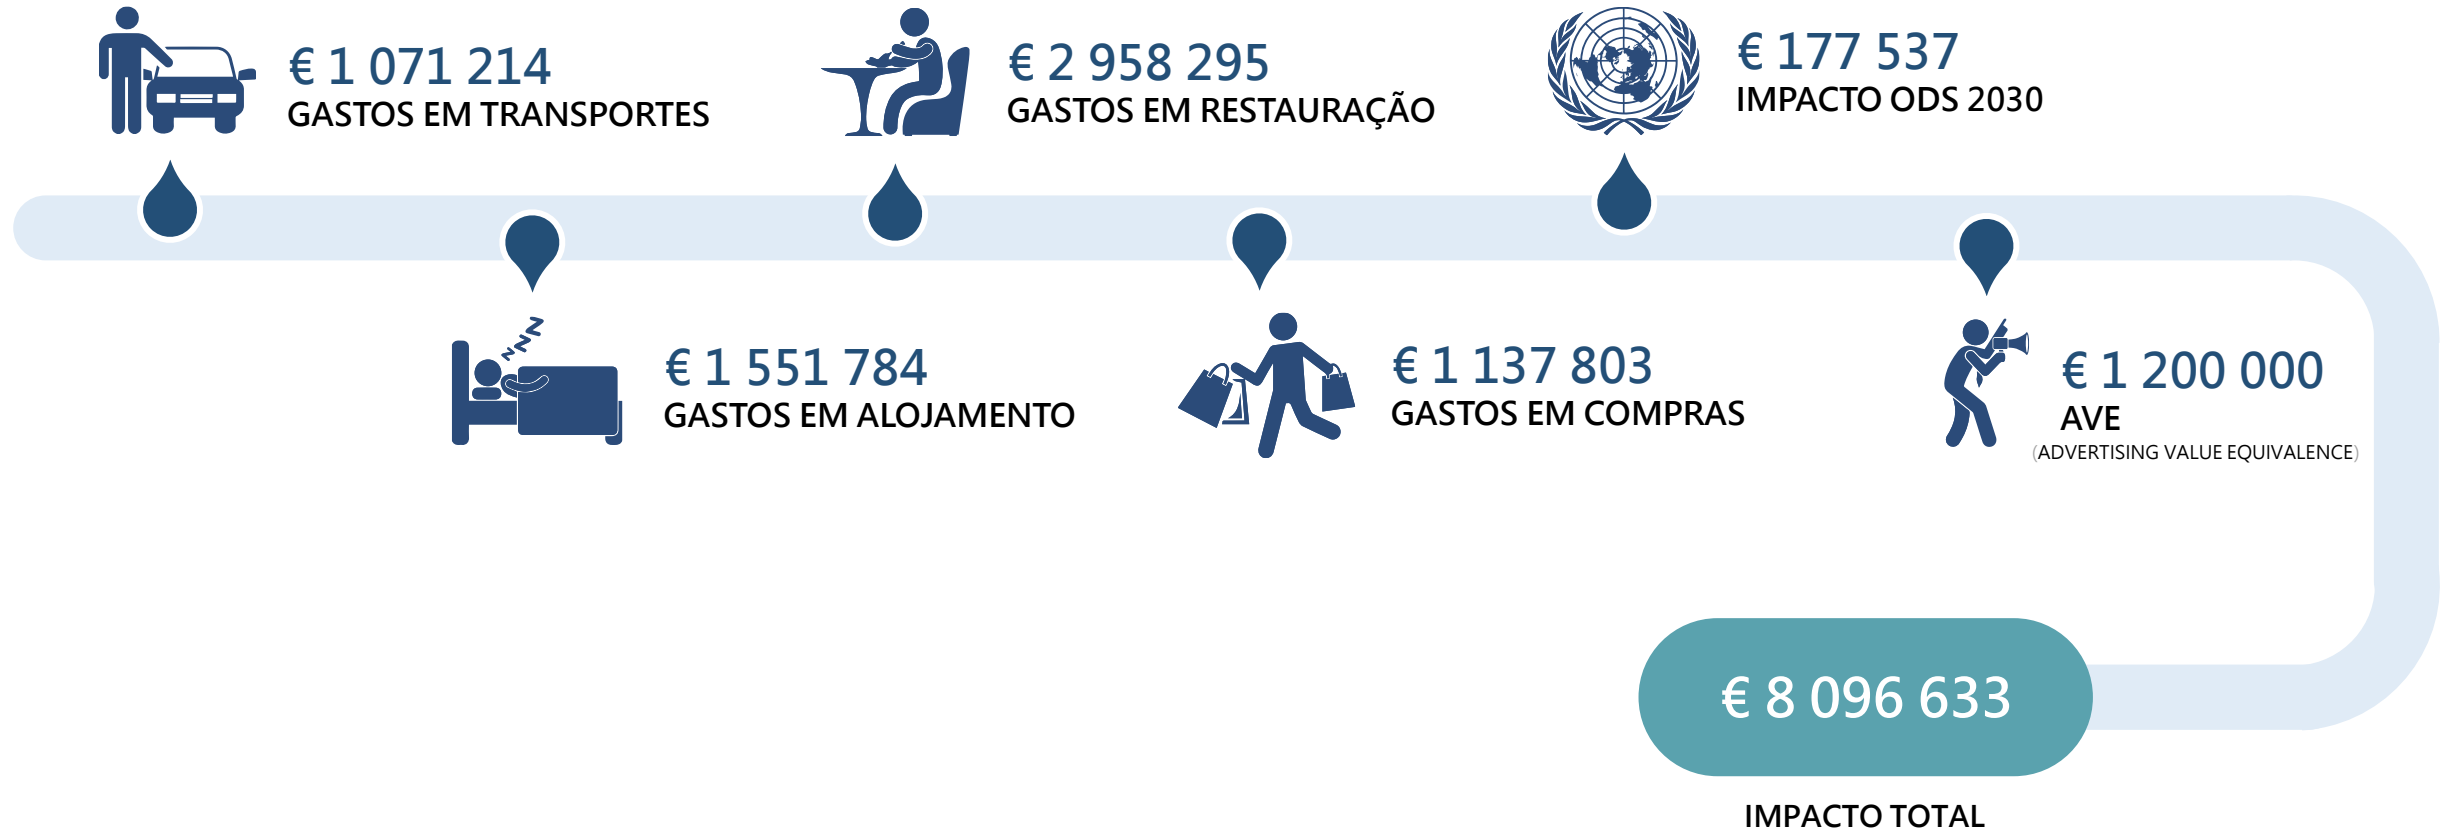 € 1 071 214
GASTOS EM TRANSPORTES
€ 2 958 295
GASTOS EM RESTAURAÇÃO
€ 177 537
IMPACTO ODS 2030
€ 1 551 784
GASTOS EM ALOJAMENTO
€ 1 137 803
GASTOS EM COMPRAS
€ 1 200 000
AVE
(ADVERTISING VALUE EQUIVALENCE)
€ 8 096 633
IMPACTO TOTAL